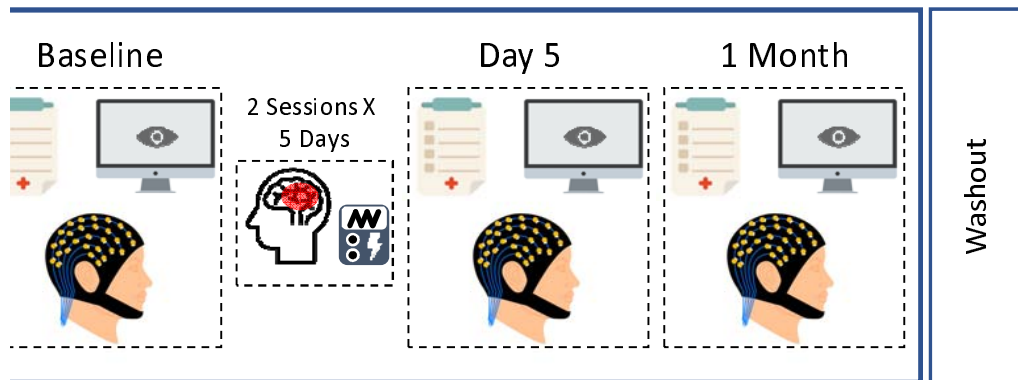 Baseline
2 Sessions X
5 Days
Day 5
1 Month
Washout